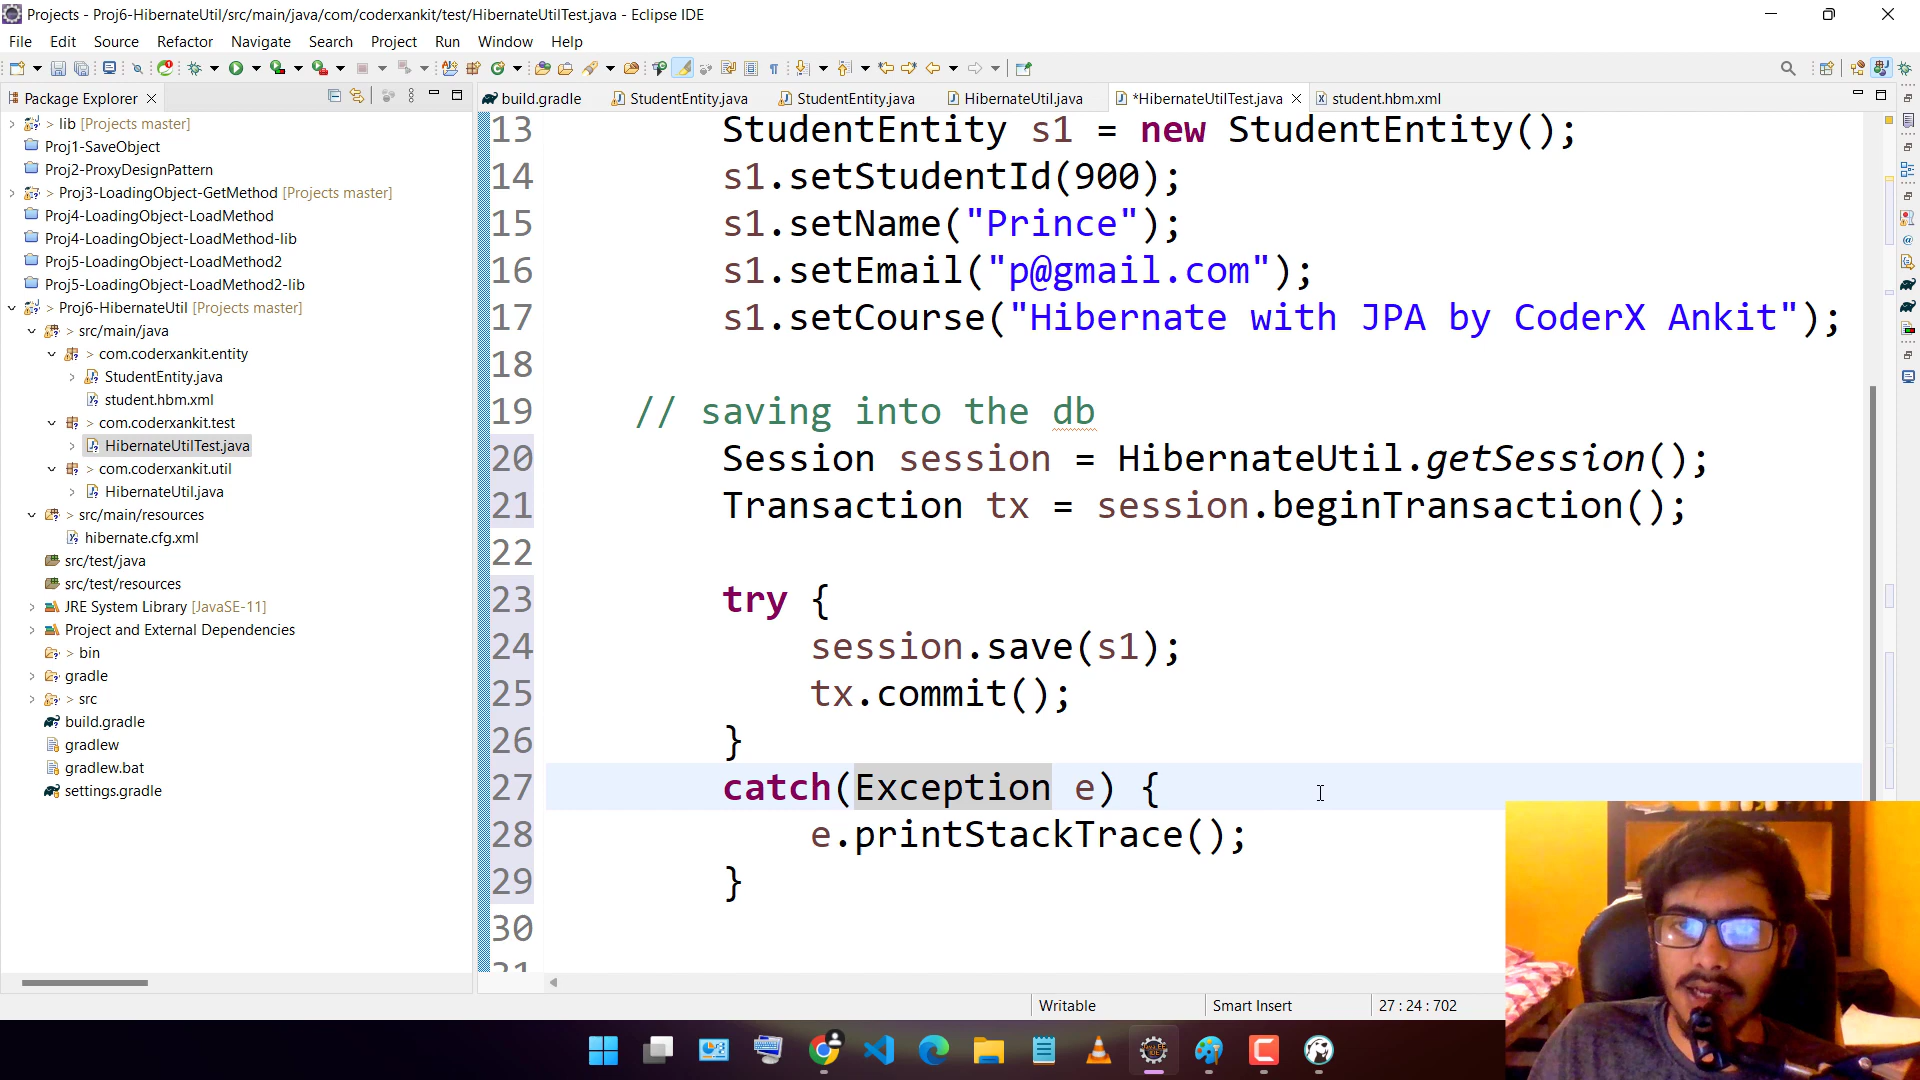 Projects - Proj6-HibernateUtil/src/main/java/com/coderxankit/test/HibernateUtilTest.java - Eclipse IDE
File Edit Source Refactor Navigate Search Project Run Window Help
Package Explorer
build.gradle StudentEntity.java StudentEntity.java HibernateUtil.java *HibernateUtilTest.java student.hbm.xml
> lib [Projects master]
Proj1-SaveObject
Proj2-ProxyDesignPattern
> Proj3-LoadingObject-GetMethod [Projects master]
Proj4-LoadingObject-LoadMethod
Proj4-LoadingObject-LoadMethod-lib
Proj5-LoadingObject-LoadMethod2
Proj5-LoadingObject-LoadMethod2-lib
> Proj6-HibernateUtil [Projects master]
> src/main/java
> com.coderxankit.entity
StudentEntity.java
student.hbm.xml
> com.coderxankit.test
HibernateUtilTest.java
> com.coderxankit.util
HibernateUtil.java
> src/main/resources
hibernate.cfg.xml
src/test/java
src/test/resources
JRE System Library [JavaSE-11]
Project and External Dependencies
> bin
gradle
> src
build.gradle
gradlew
gradlew.bat
settings.gradle
13 StudentEntity s1 = new StudentEntity();
14 s1.setStudentId(900);
15 s1.setName("Prince");
16 s1.setEmail("p@gmail.com");
17 s1.setCourse("Hibernate with JPA by CoderX Ankit");
18
19 // saving into the db
20 Session session = HibernateUtil.getSession();
21 Transaction tx = session.beginTransaction();
22
23 try {
24 session.save(s1);
25 tx.commit();
26 }
27 catch(Exception e) {
28 e.printStackTrace();
29 }
30
31
Writable Smart Insert 27 : 24 : 702